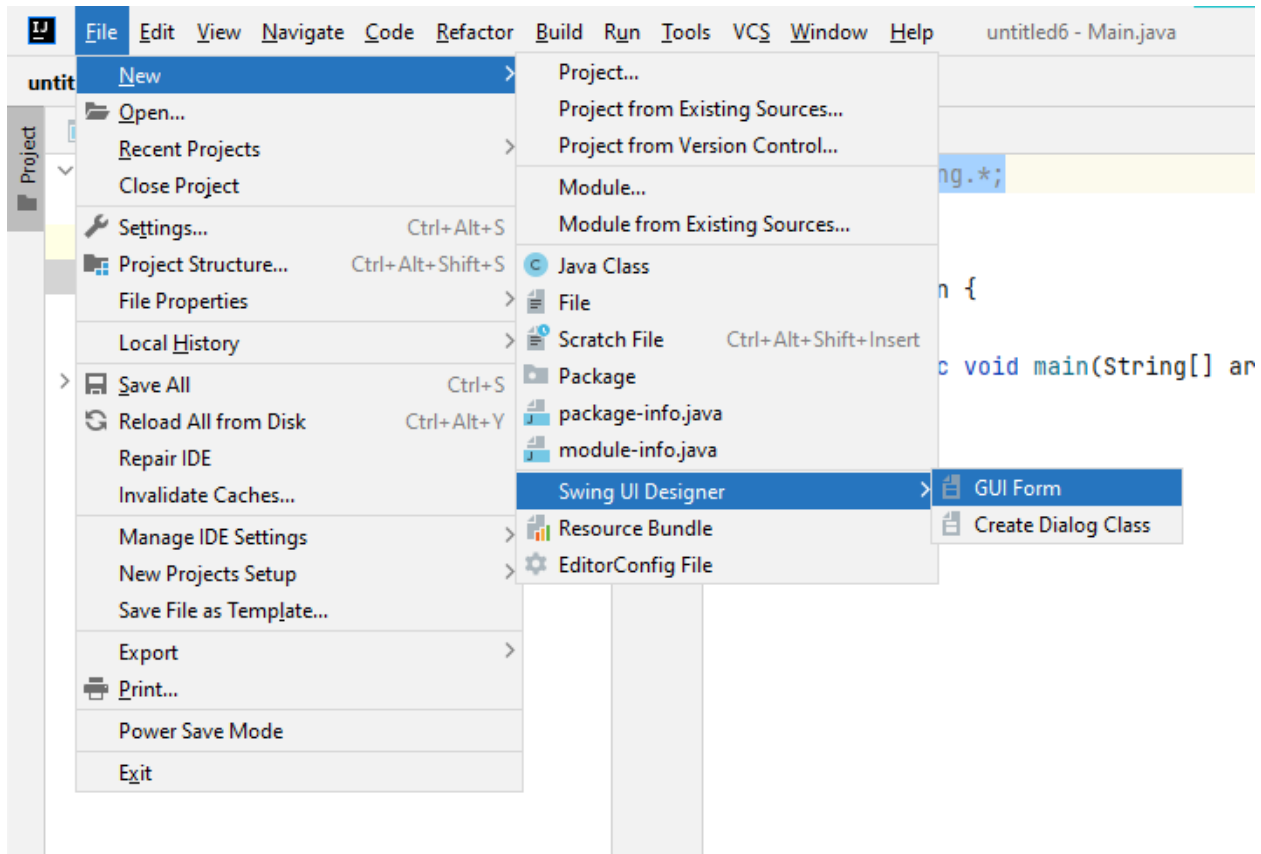 IJ File Edit View Navigate Code Refactor Build Run Tools VCS Window Help untitled6 - Main.java
untit
Project
New
Open...
Recent Projects
Close Project
Settings... Ctrl+Alt+S
Project Structure... Ctrl+Alt+Shift+S
File Properties
Local History
Save All Ctrl+S
Reload All from Disk Ctrl+Alt+Y
Repair IDE
Invalidate Caches...
Manage IDE Settings
New Projects Setup
Save File as Template...
Export
Print...
Power Save Mode
Exit
Project...
Project from Existing Sources...
Project from Version Control...
Module...
Module from Existing Sources...
C Java Class
File
Scratch File Ctrl+Alt+Shift+Insert
Package
J package-info.java
J module-info.java
Swing UI Designer
Resource Bundle
EditorConfig File
GUI Form
Create Dialog Class
ng.*;
n {
c void main(String[] ar